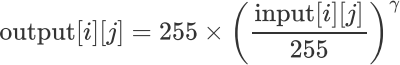 output[i][j] = 255 × (input[i][j] / 255)^γ